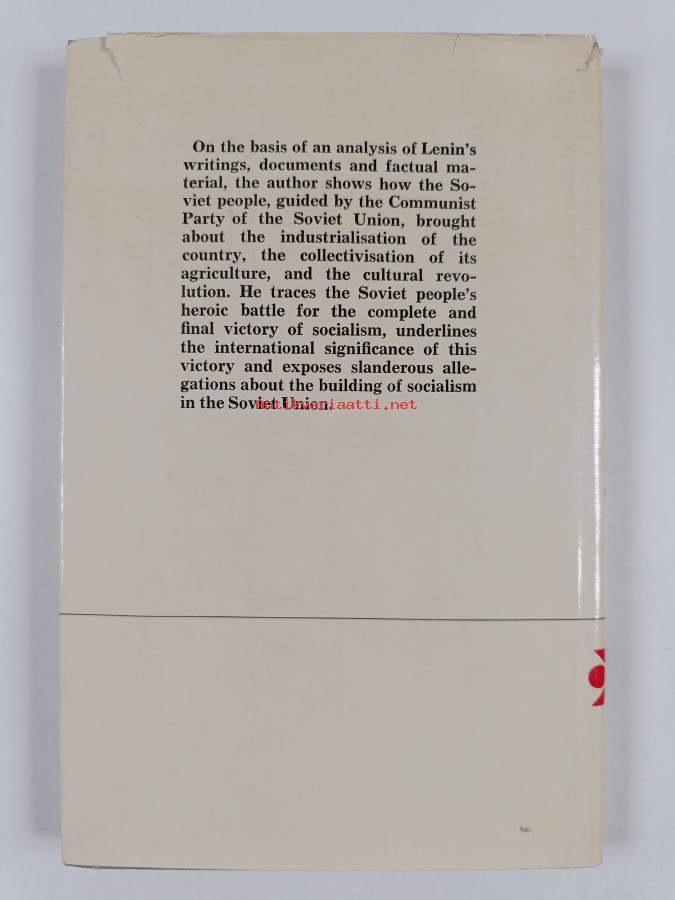 On the basis of an analysis of Lenin's
writings, documents and factual ma-
terial, the author shows how the So-
viet people, guided by the Communist
Party of the Soviet Union, brought
about the industrialisation of the
country, the collectivisation of its
agriculture, and the cultural revo-
lution. He traces the Soviet people's
heroic battle for the complete and
final victory of socialism, underlines
the international significance of this
victory and exposes slanderous alle-
gations about the building of socialism
in the Soviet Union.
antikvariaatti.net